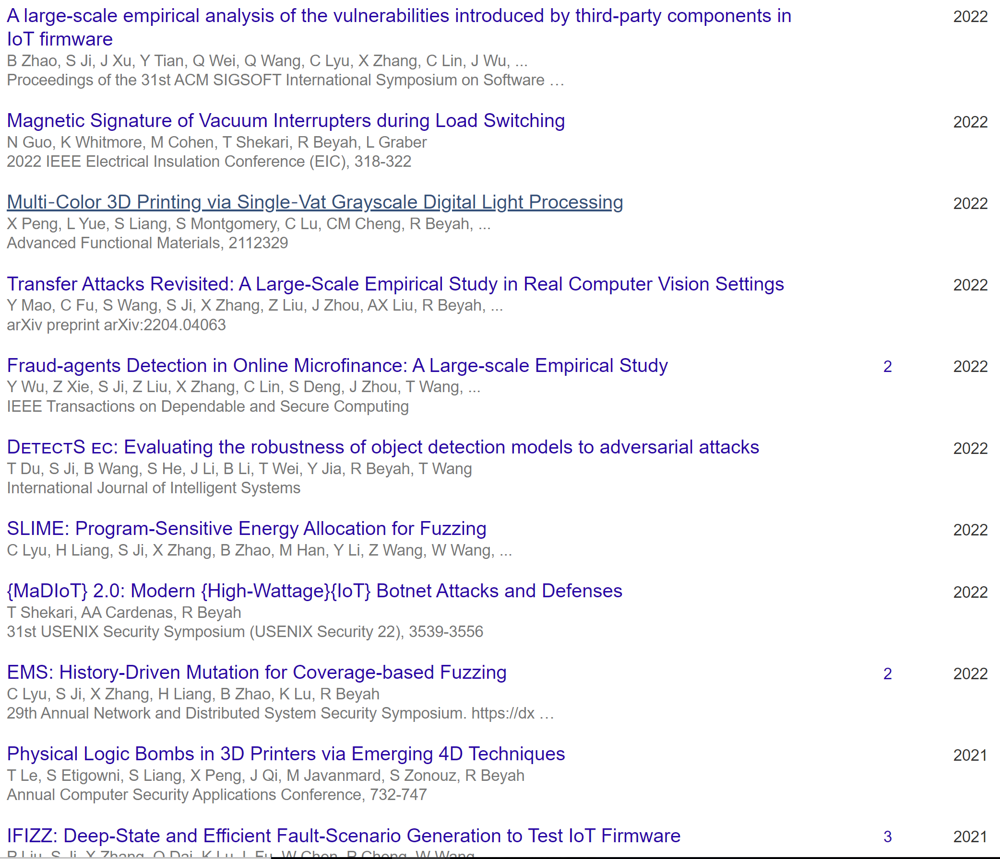 A large-scale empirical analysis of the vulnerabilities introduced by third-party components in 2022
IoT firmware
B Zhao, S Ji, J Xu, Y Tian, Q Wei, Q Wang, C Lyu, X Zhang, C Lin, J Wu, ...
Proceedings of the 31st ACM SIGSOFT International Symposium on Software …
Magnetic Signature of Vacuum Interrupters during Load Switching 2022
N Guo, K Whitmore, M Cohen, T Shekari, R Beyah, L Graber
2022 IEEE Electrical Insulation Conference (EIC), 318-322
Multi‐Color 3D Printing via Single‐Vat Grayscale Digital Light Processing 2022
X Peng, L Yue, S Liang, S Montgomery, C Lu, CM Cheng, R Beyah, ...
Advanced Functional Materials, 2112329
Transfer Attacks Revisited: A Large-Scale Empirical Study in Real Computer Vision Settings 2022
Y Mao, C Fu, S Wang, S Ji, X Zhang, Z Liu, J Zhou, AX Liu, R Beyah, ...
arXiv preprint arXiv:2204.04063
Fraud-agents Detection in Online Microfinance: A Large-scale Empirical Study 2 2022
Y Wu, Z Xie, S Ji, Z Liu, X Zhang, C Lin, S Deng, J Zhou, T Wang, ...
IEEE Transactions on Dependable and Secure Computing
DᴇᴛᴇᴄᴛS ᴇᴄ: Evaluating the robustness of object detection models to adversarial attacks 2022
T Du, S Ji, B Wang, S He, J Li, B Li, T Wei, Y Jia, R Beyah, T Wang
International Journal of Intelligent Systems
SLIME: Program-Sensitive Energy Allocation for Fuzzing 2022
C Lyu, H Liang, S Ji, X Zhang, B Zhao, M Han, Y Li, Z Wang, W Wang, ...
{MaDIoT} 2.0: Modern {High-Wattage}{IoT} Botnet Attacks and Defenses 2022
T Shekari, AA Cardenas, R Beyah
31st USENIX Security Symposium (USENIX Security 22), 3539-3556
EMS: History-Driven Mutation for Coverage-based Fuzzing 2 2022
C Lyu, S Ji, X Zhang, H Liang, B Zhao, K Lu, R Beyah
29th Annual Network and Distributed System Security Symposium. https://dx …
Physical Logic Bombs in 3D Printers via Emerging 4D Techniques 2021
T Le, S Etigowni, S Liang, X Peng, J Qi, M Javanmard, S Zonouz, R Beyah
Annual Computer Security Applications Conference, 732-747
IFIZZ: Deep-State and Efficient Fault-Scenario Generation to Test IoT Firmware 3 2021
S Ji, X Zhang, Q Dai, K Lu, L Fu, W Chen, P Cheng, W Wang